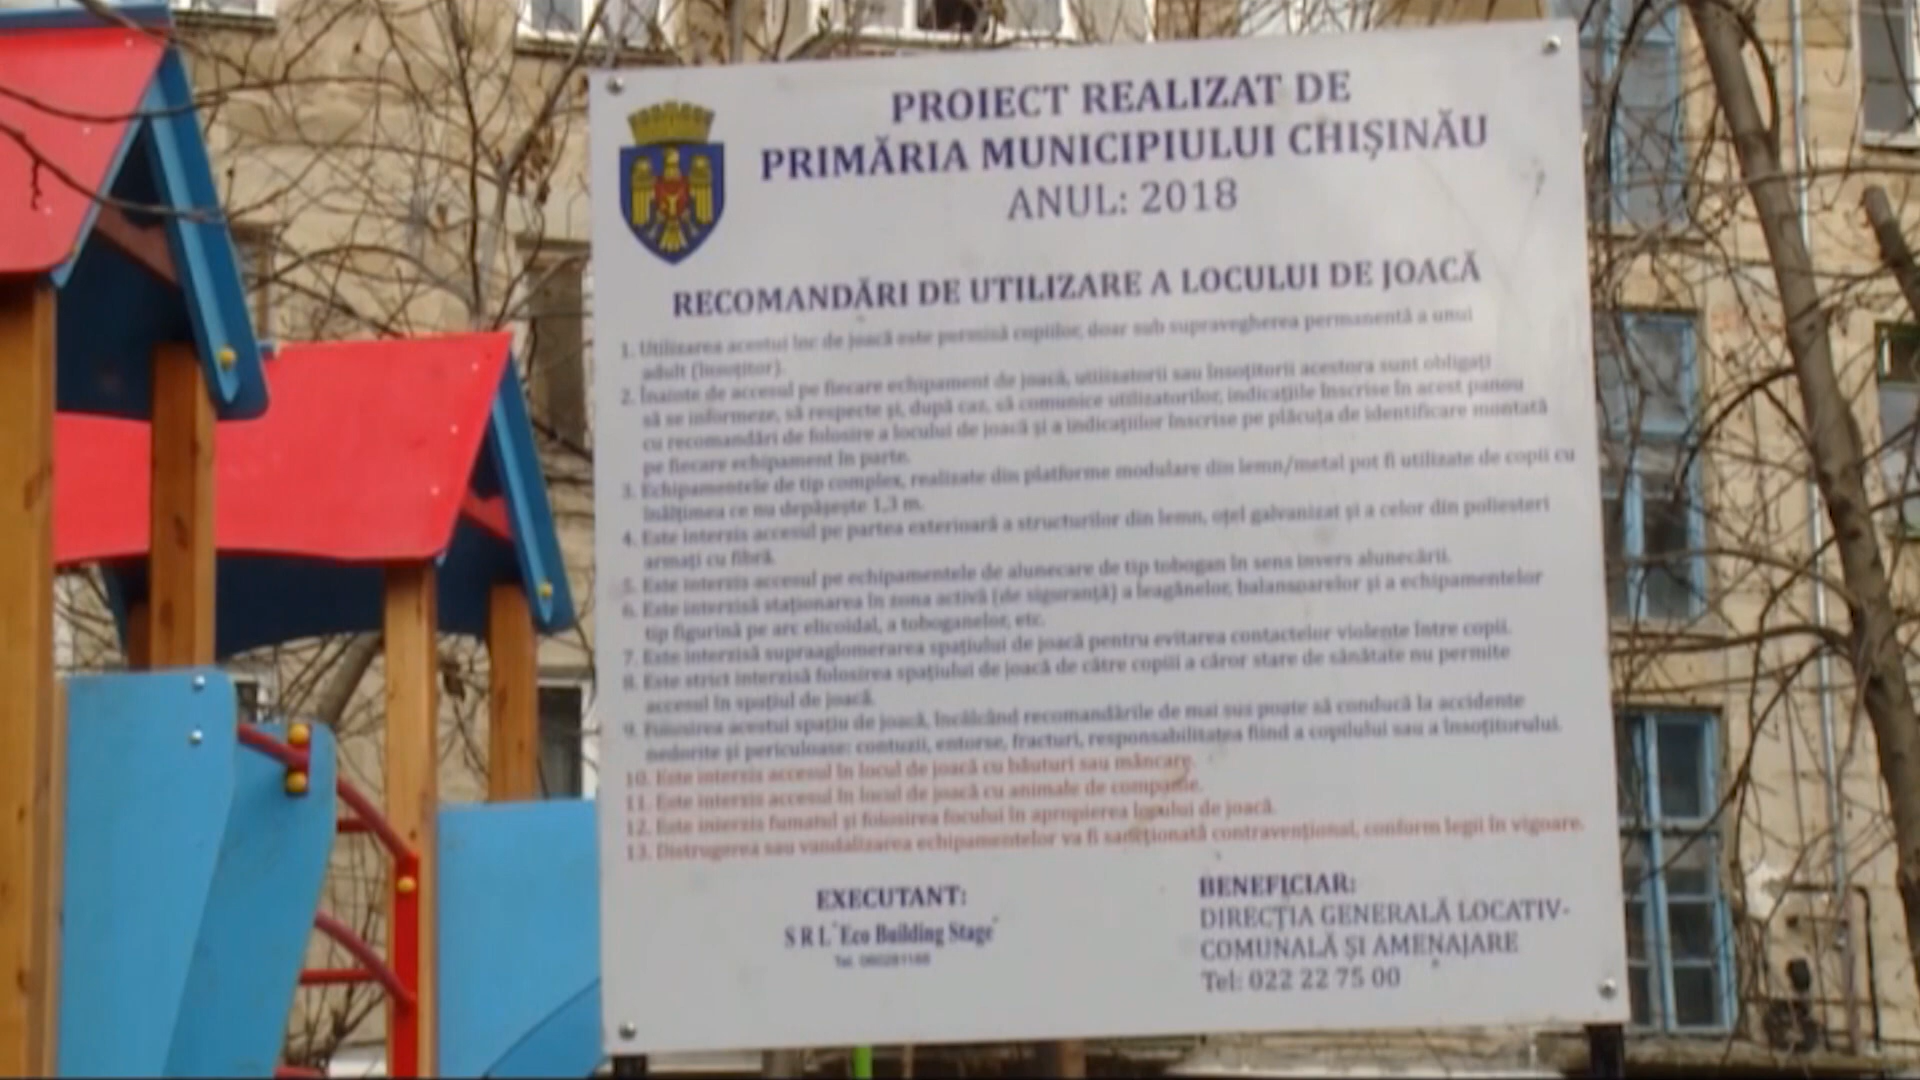 PROIECT REALIZAT DE
PRIMĂRIA MUNICIPIULUI CHIȘINĂU
ANUL: 2018
RECOMANDĂRI DE UTILIZARE A LOCULUI DE JOACĂ
1. Utilizarea acestui loc de joacă este permisă copiilor, doar sub supravegherea permanentă a unui
adult (însoțitor).
2. Înainte de accesul pe fiecare echipament de joacă, utilizatorii sau însoțitorii acestora sunt obligați
să se informeze, să respecte și, după caz, să comunice utilizatorilor, indicațiile înscrise în acest panou
cu recomandări de folosire a locului de joacă și a indicațiilor înscrise pe plăcuța de identificare montată
pe fiecare echipament în parte.
3. Echipamentele de tip complex, realizate din platforme modulare din lemn/metal pot fi utilizate de copii cu
înălțimea ce nu depășește 1,3 m.
4. Este interzis accesul pe partea exterioară a structurilor din lemn, oțel galvanizat și a celor din poliesteri
armați cu fibră.
5. Este interzis accesul pe echipamentele de alunecare de tip tobogan în sens invers alunecării.
6. Este interzisă staționarea în zona activă (de siguranță) a leagănelor, balansoarelor și a echipamentelor
tip figurină pe arc elicoidal, a toboganelor, etc.
7. Este interzisă supraaglomerarea spațiului de joacă pentru evitarea contactelor violente între copii.
8. Este strict interzisă folosirea spațiului de joacă de către copiii a căror stare de sănătate nu permite
accesul în spațiul de joacă.
9. Folosirea acestui spațiu de joacă, încălcând recomandările de mai sus poate să conducă la accidente
nedorite și periculoase: contuzii, entorse, fracturi, responsabilitatea fiind a copilului sau a însoțitorului.
10. Este interzis accesul în locul de joacă cu băuturi sau mâncare.
11. Este interzis accesul în locul de joacă cu animale de companie.
12. Este interzis fumatul și folosirea focului în apropierea locului de joacă.
13. Distrugerea sau vandalizarea echipamentelor va fi sancționată contravențional, conform legii în vigoare.
EXECUTANT:
S R L "Eco Building Stage"
Tel.
BENEFICIAR:
DIRECȚIA GENERALĂ LOCATIV-
COMUNALĂ ȘI AMENAJARE
Tel: 022 22 75 00